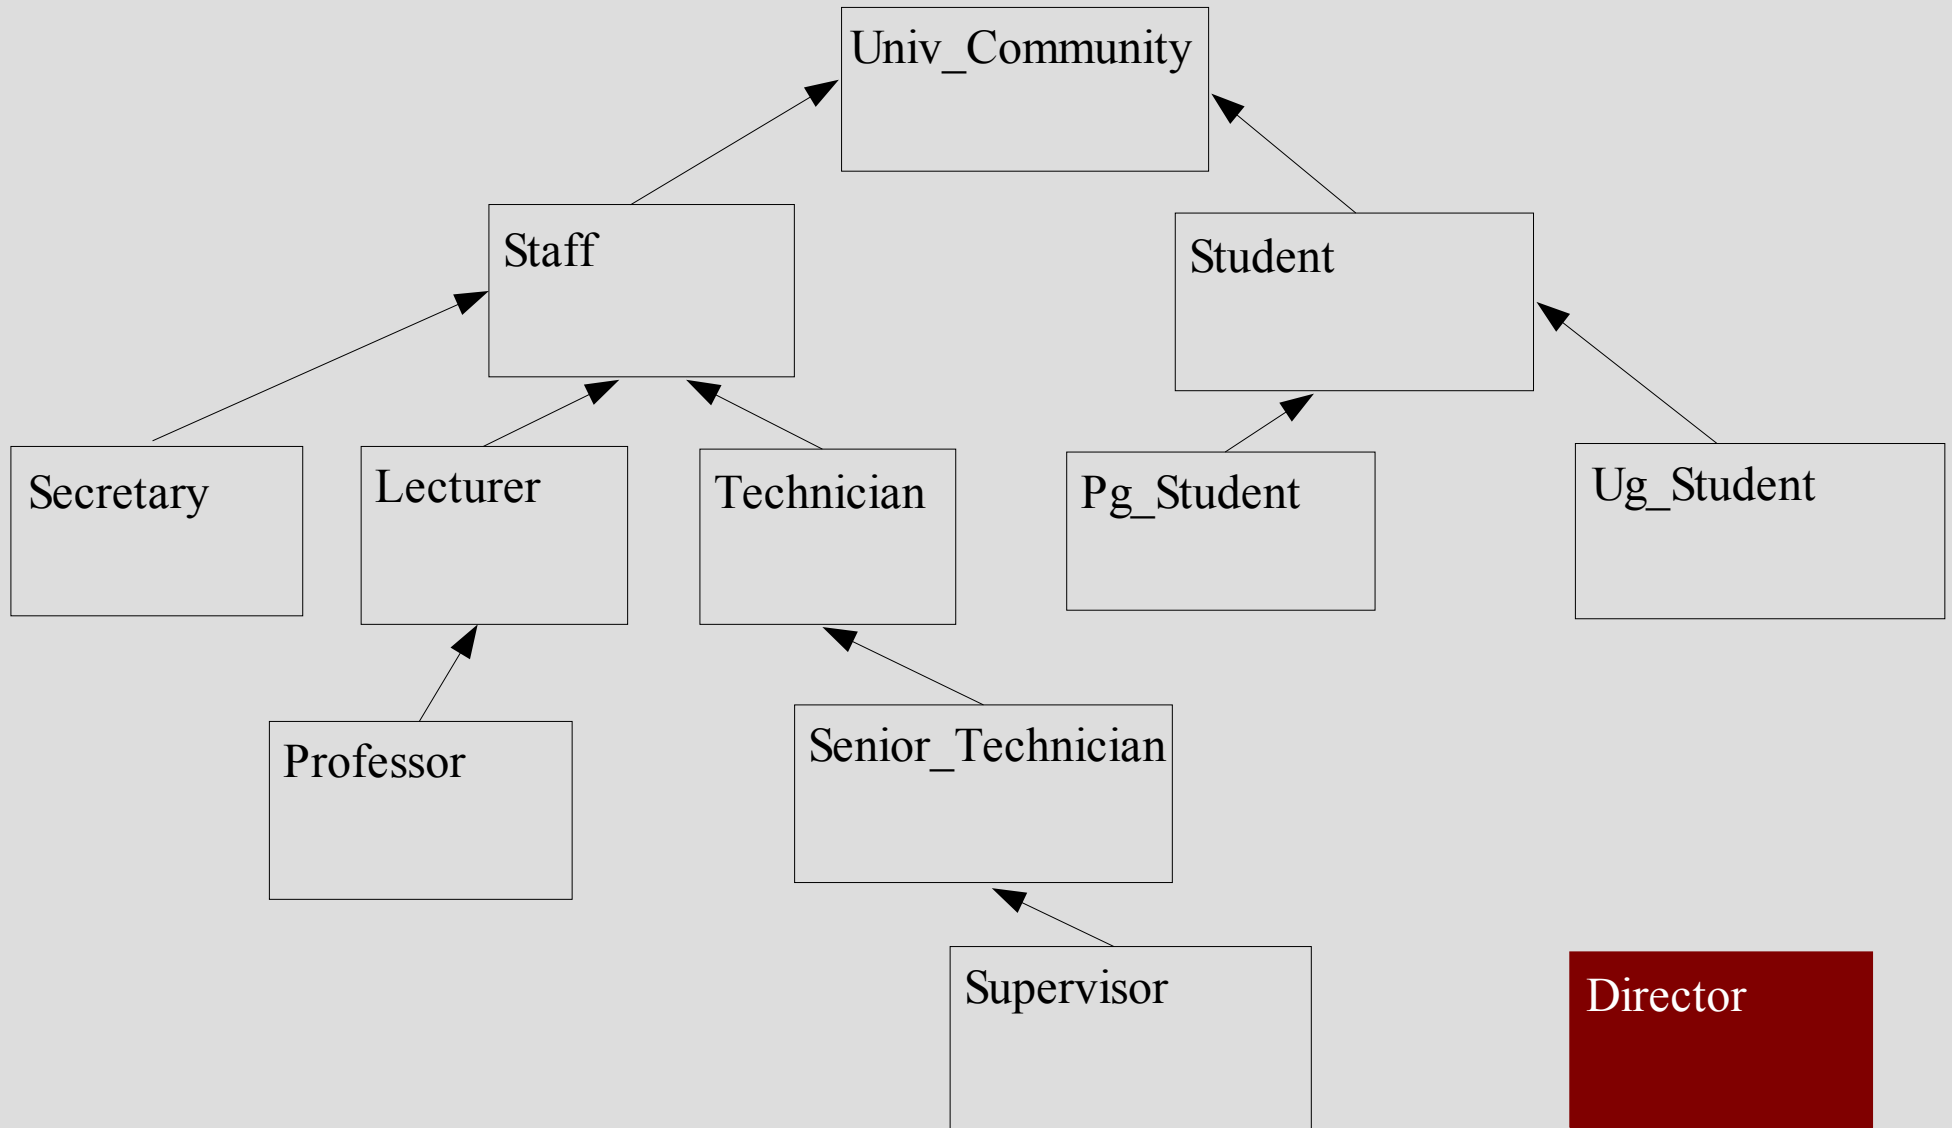 Univ_Community
Staff
Student
Secretary
Lecturer
Technician
Pg_Student
Ug_Student
Professor
Senior_Technician
Supervisor
Director